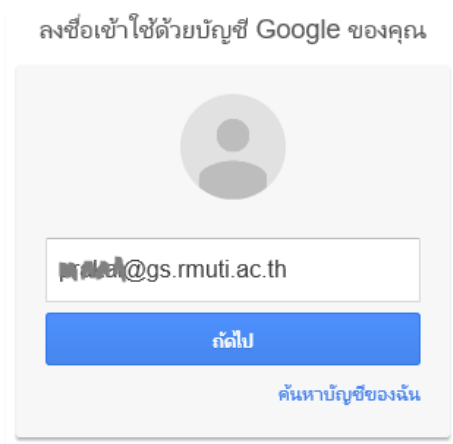 ลงชื่อเข้าใช้ด้วยบัญชี Google ของคุณ
@gs.rmuti.ac.th
ถัดไป
ค้นหาบัญชีของฉัน